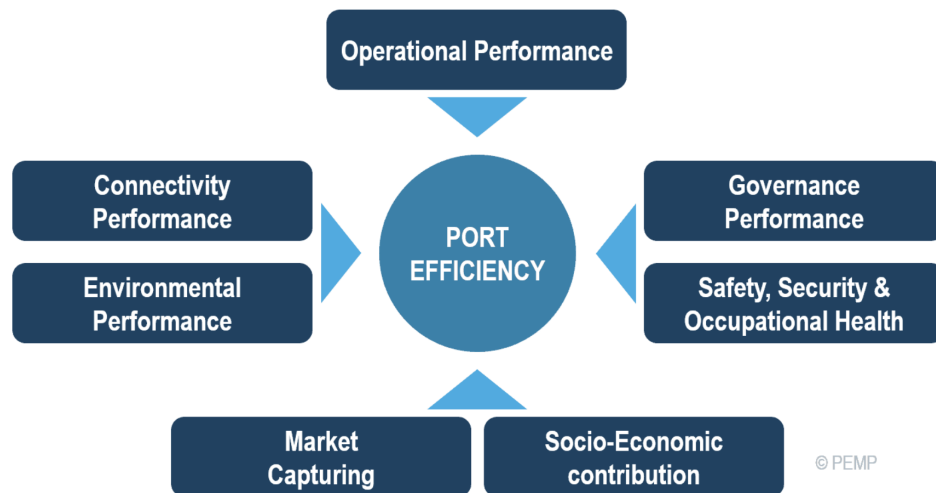 Operational Performance
Connectivity
Performance
Governance
Performance
PORT
EFFICIENCY
Environmental
Performance
Safety, Security &
Occupational Health
Market
Capturing
Socio-Economic
contribution
© PEMP